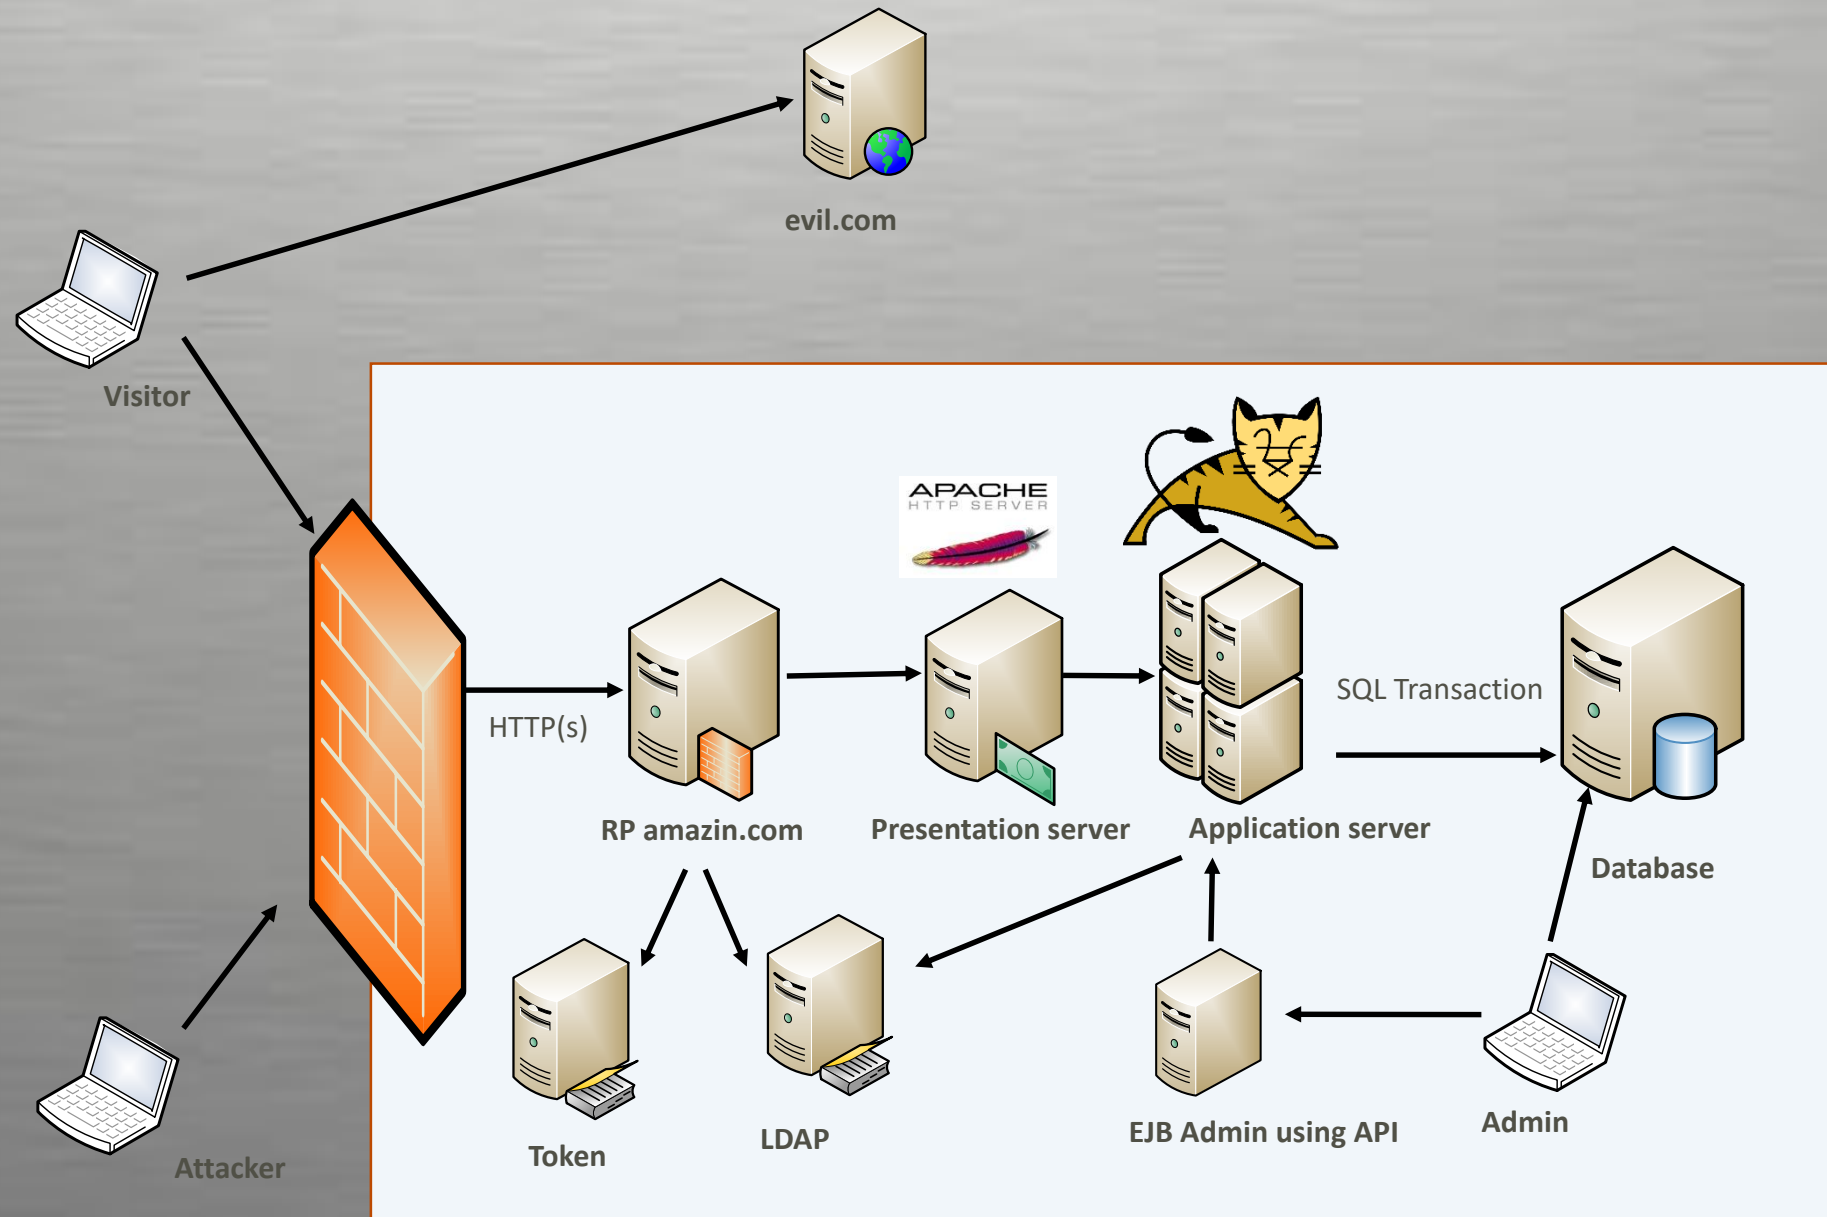 evil.com
Visitor
APACHE
HTTP SERVER
HTTP(s)
SQL Transaction
RP amazin.com
Presentation server
Application server
Database
Token
LDAP
EJB Admin using API
Admin
Attacker